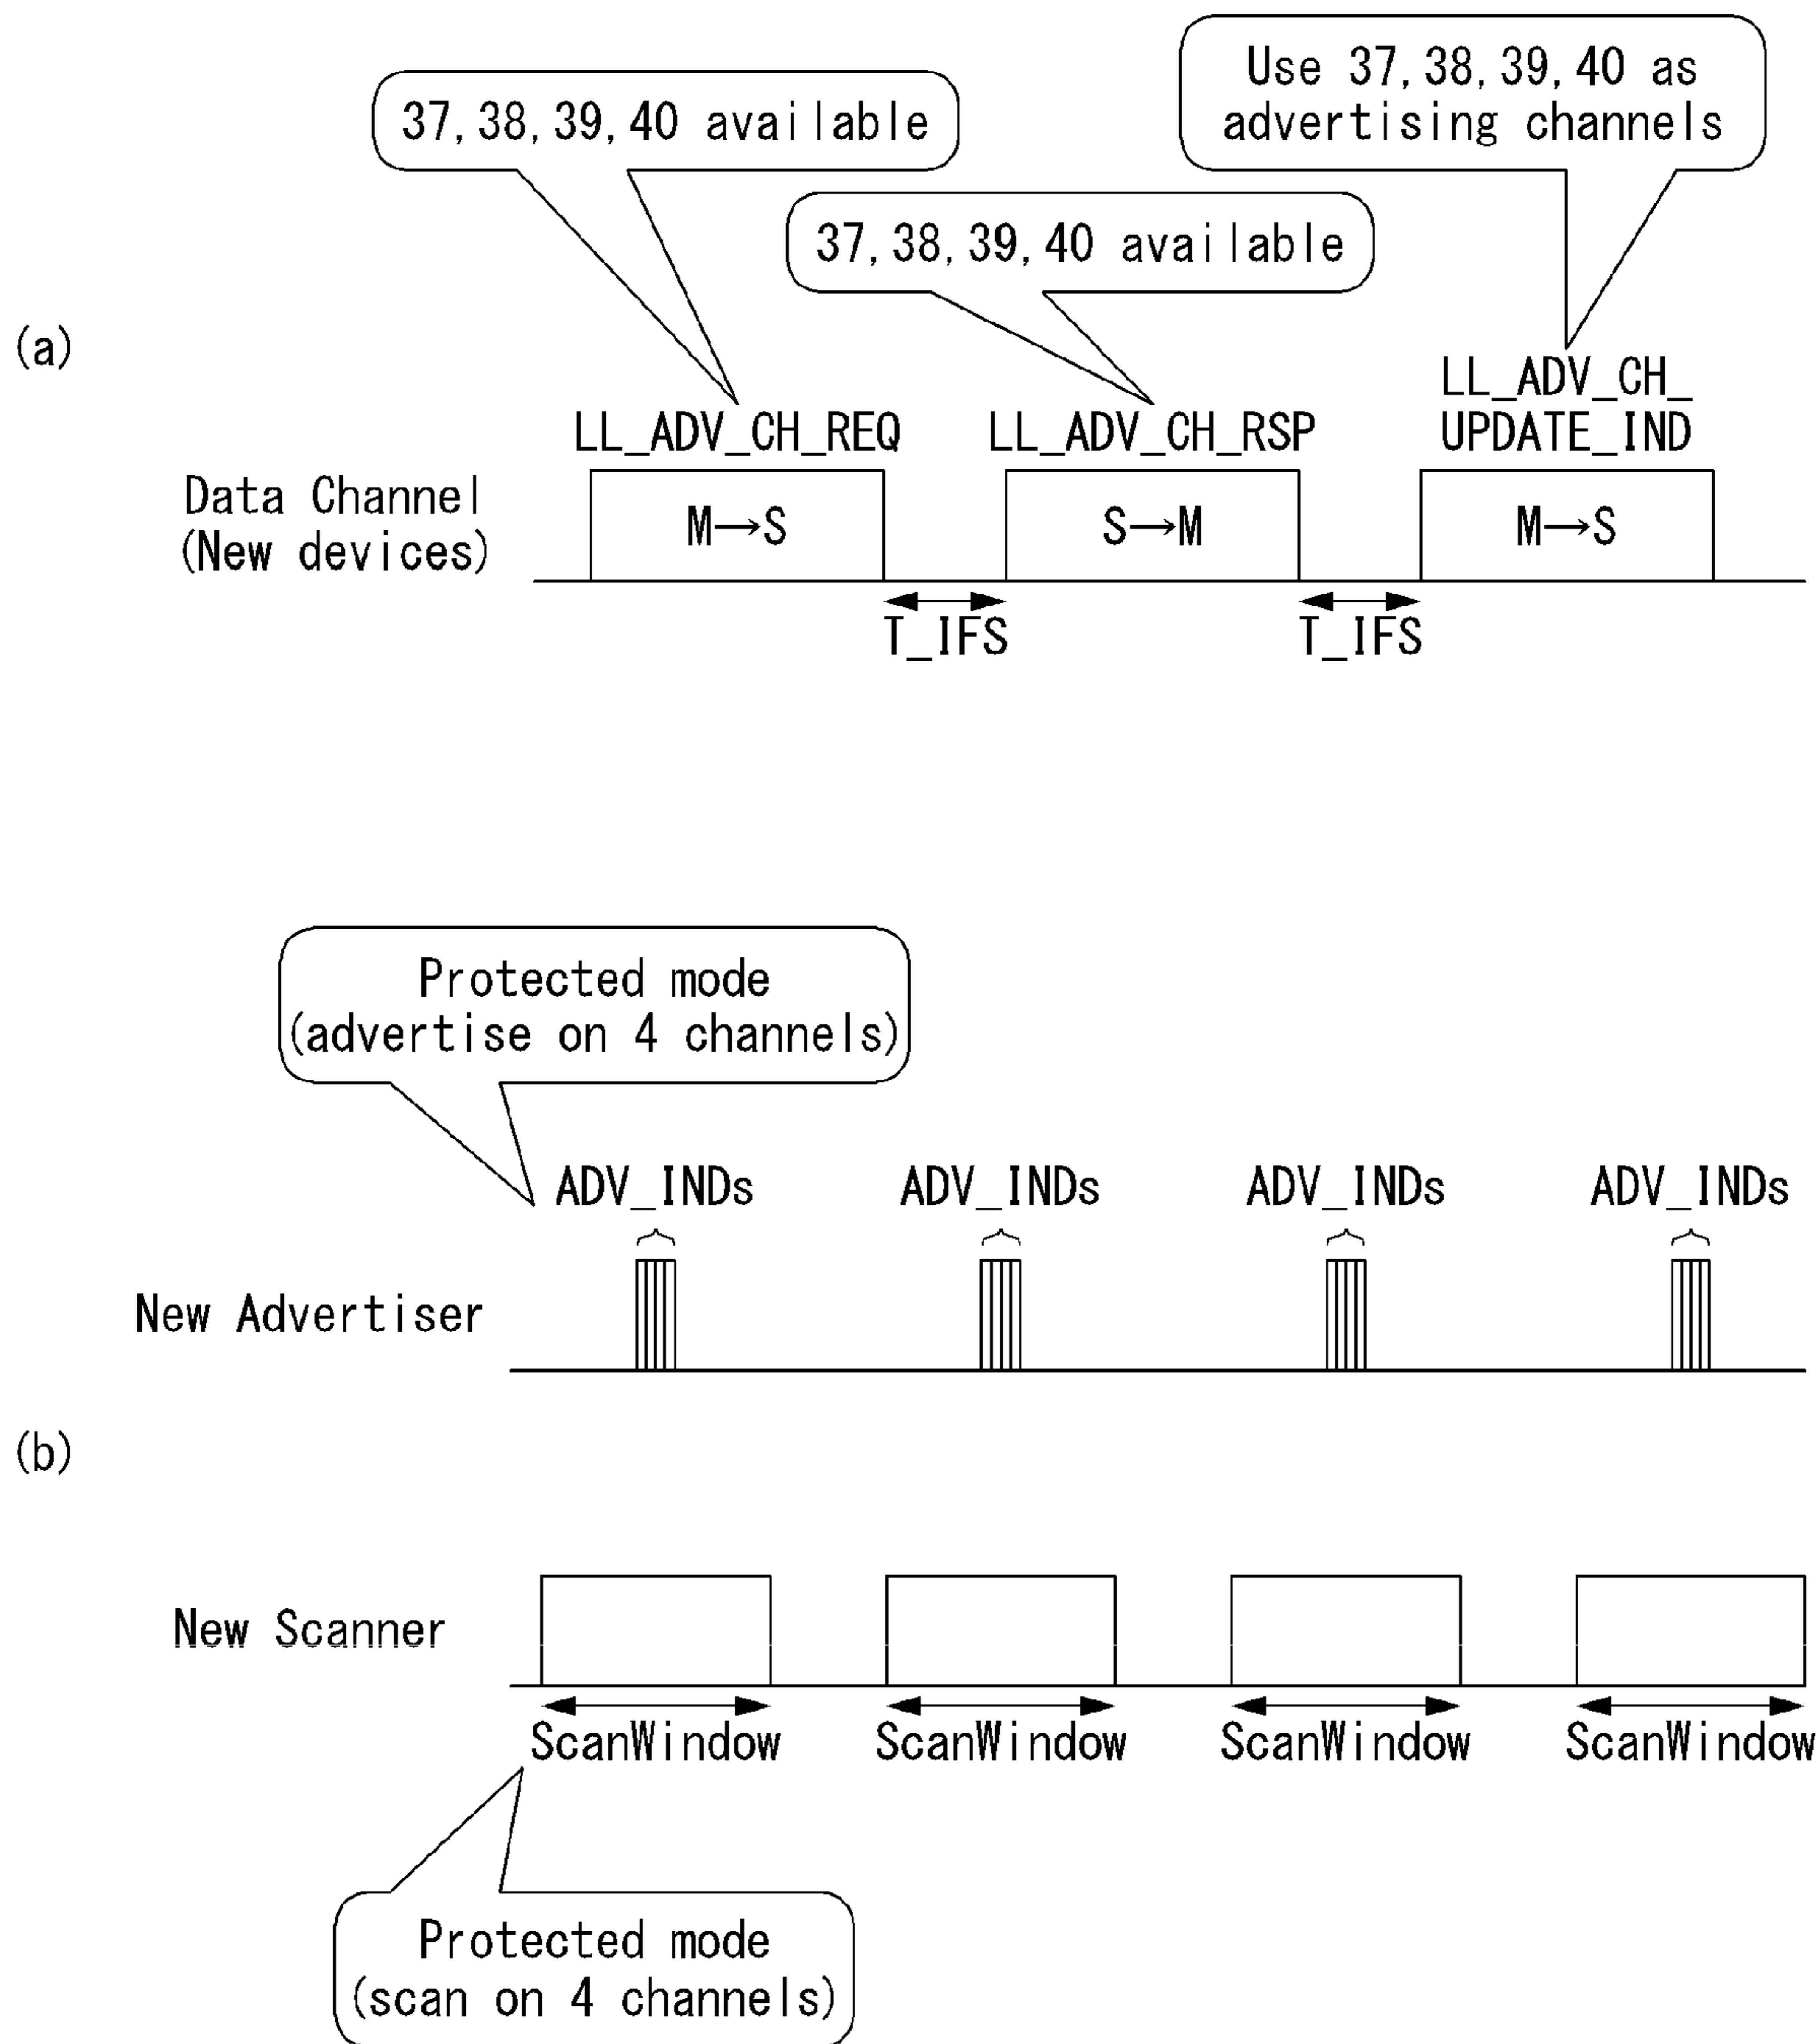 37, 38, 39, 40 available
Use 37, 38, 39, 40 as
advertising channels
37, 38, 39, 40 available
(a)
LL_ADV_CH_REQ
LL_ADV_CH_RSP
LL_ADV_CH_
UPDATE_IND
Data Channel
(New devices)
M→S
S→M
M→S
T_IFS
T_IFS
Protected mode
(advertise on 4 channels)
ADV_INDs
ADV_INDs
ADV_INDs
ADV_INDs
New Advertiser
(b)
New Scanner
ScanWindow
ScanWindow
ScanWindow
ScanWindow
Protected mode
(scan on 4 channels)